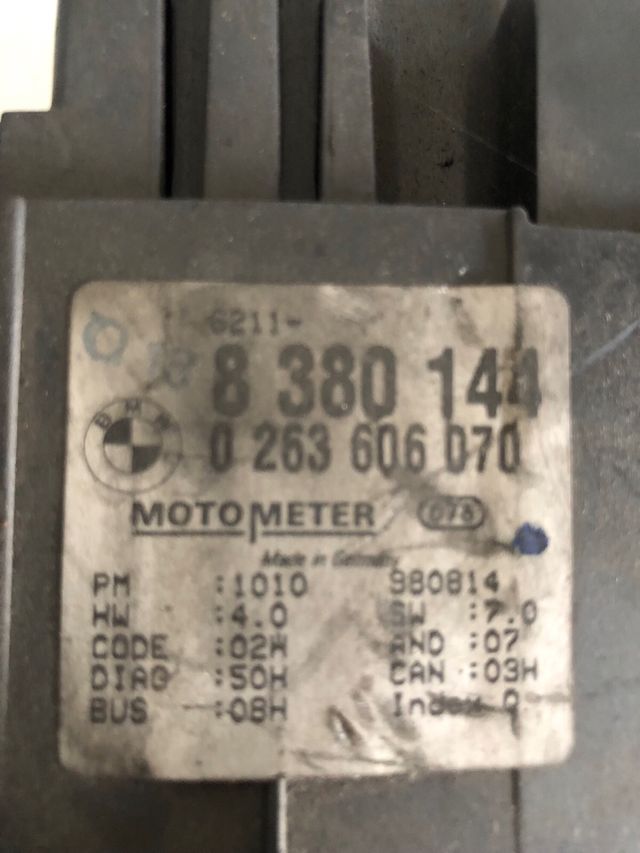 6211-
8 380 144
BMW
0 263 606 070
MOTOMETER 078
Made in Germany
PM :1010 980814
HW :4.0 SW :7.0
CODE :02H AND :07
DIAG :50H CAN :03H
BUS :08H Index